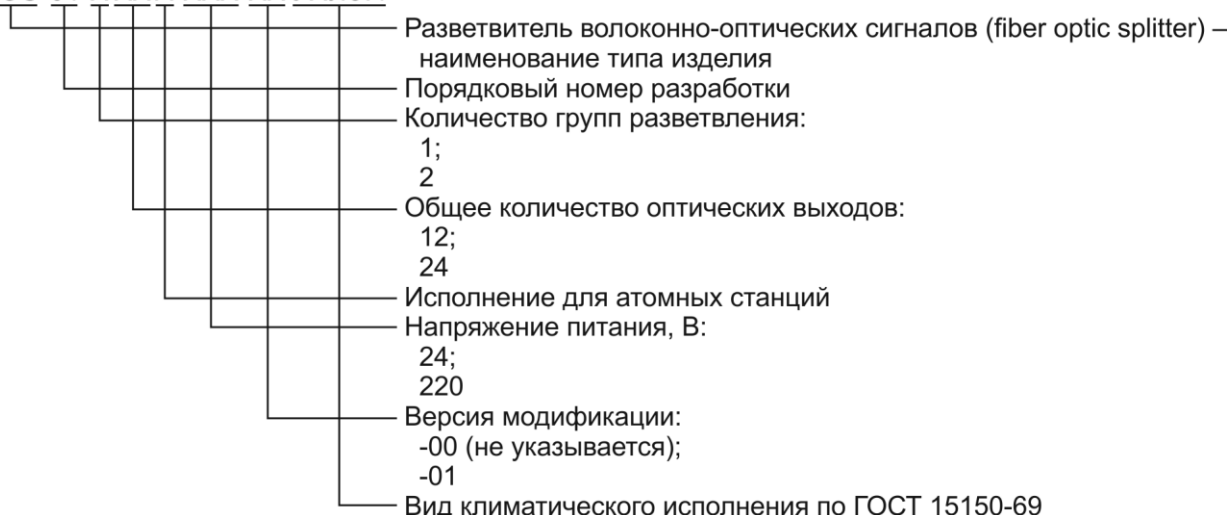 Разветвитель волоконно-оптических сигналов (fiber optic splitter) –
наименование типа изделия
Порядковый номер разработки
Количество групп разветвления:
1;
2
Общее количество оптических выходов:
12;
24
Исполнение для атомных станций
Напряжение питания, В:
24;
220
Версия модификации:
-00 (не указывается);
-01
Вид климатического исполнения по ГОСТ 15150-69